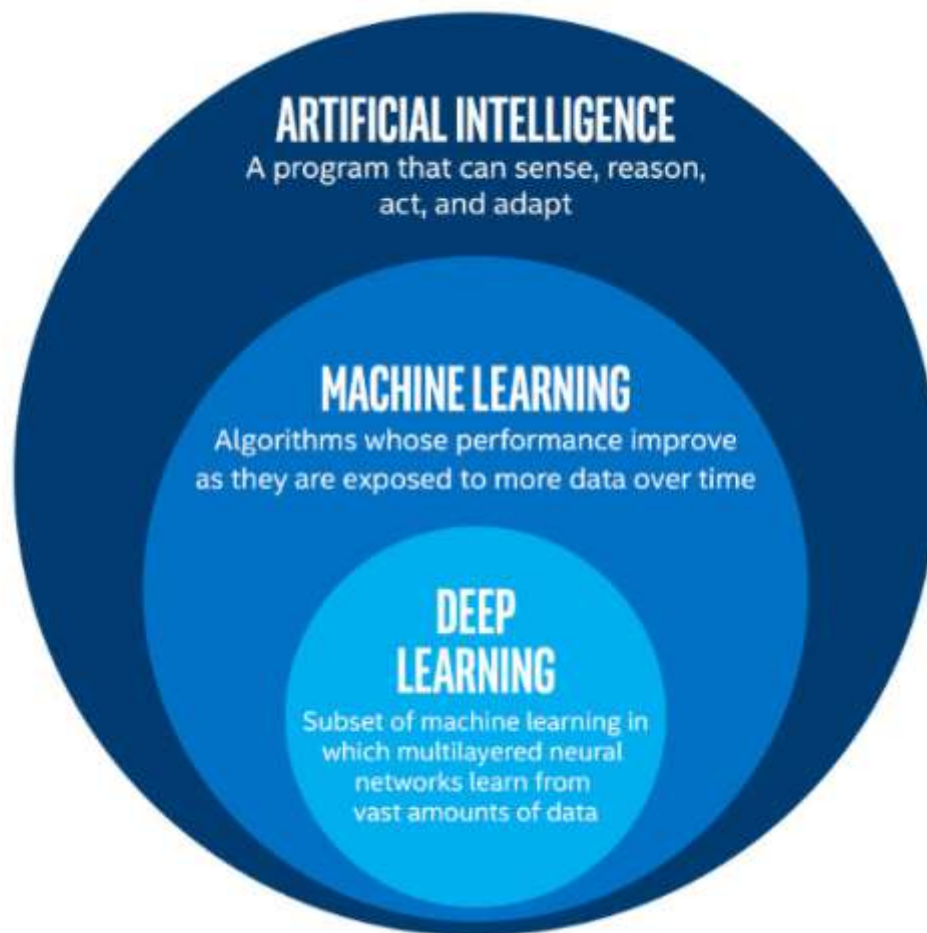 ARTIFICIAL INTELLIGENCE
A program that can sense, reason,
act, and adapt
MACHINE LEARNING
Algorithms whose performance improve
as they are exposed to more data over time
DEEP
LEARNING
Subset of machine learning in
which multilayered neural
networks learn from
vast amounts of data